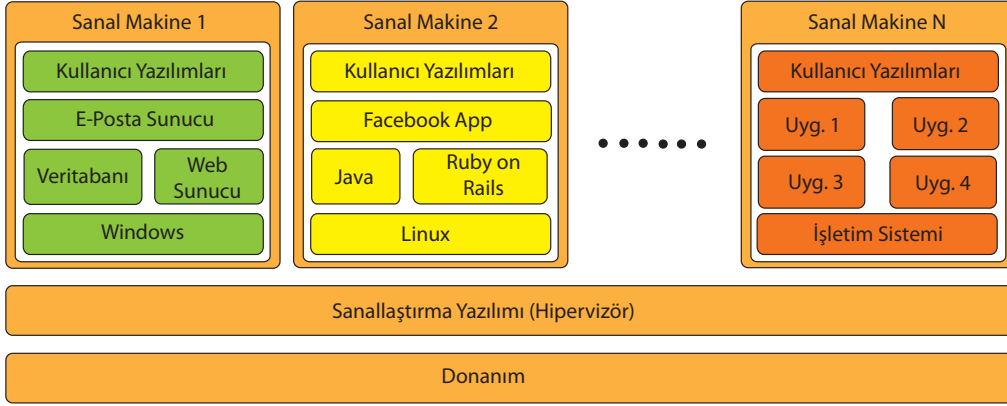 Sanal Makine 1
Kullanıcı Yazılımları
E-Posta Sunucu
Veritabanı
Web
Sunucu
Windows
Sanal Makine 2
Kullanıcı Yazılımları
Facebook App
Java
Ruby on
Rails
Linux
Sanal Makine N
Kullanıcı Yazılımları
Uyg. 1
Uyg. 2
Uyg. 3
Uyg. 4
İşletim Sistemi
Sanallaştırma Yazılımı (Hipervizör)
Donanım